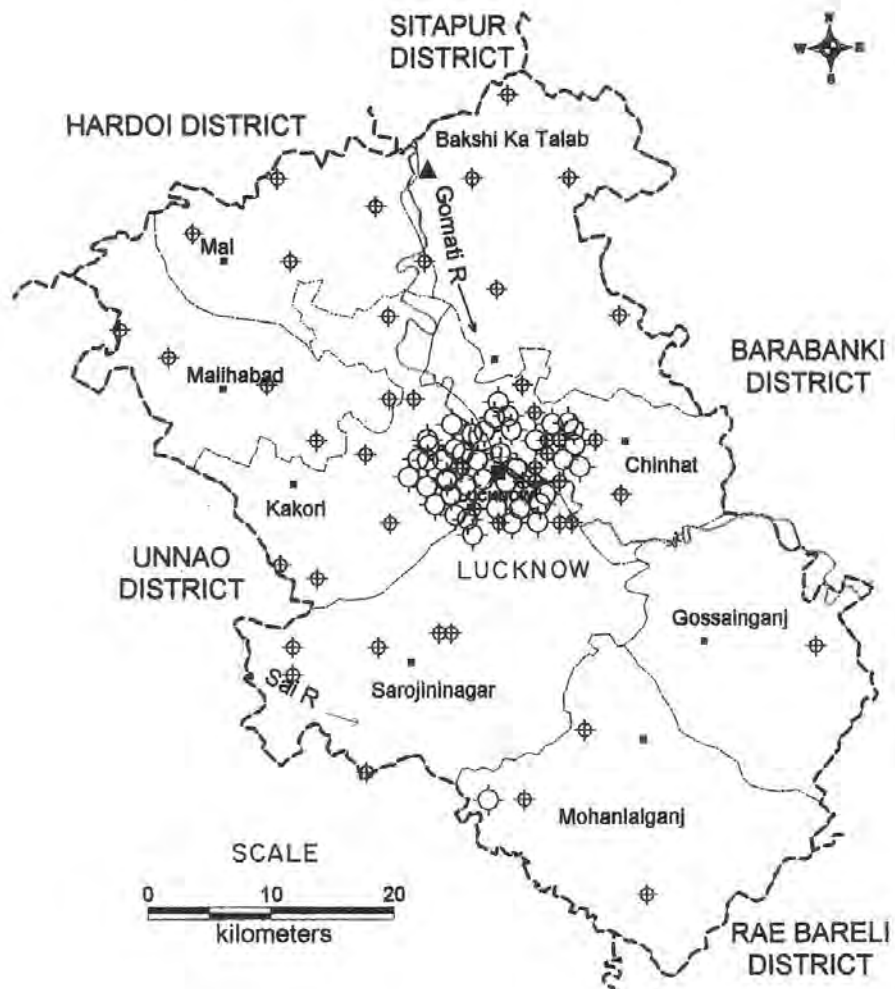 SITAPUR
DISTRICT
N
W E
S
HARDOI DISTRICT
Bakshi Ka Talab
Gomati R
Mal
BARABANKI
DISTRICT
Malihabad
Chinhat
Kakori
LUCKNOW
UNNAO
DISTRICT
LUCKNOW
Gossainganj
Sarojininagar
Sai R
Mohanlalganj
SCALE
0 10 20
kilometers
RAE BARELI
DISTRICT